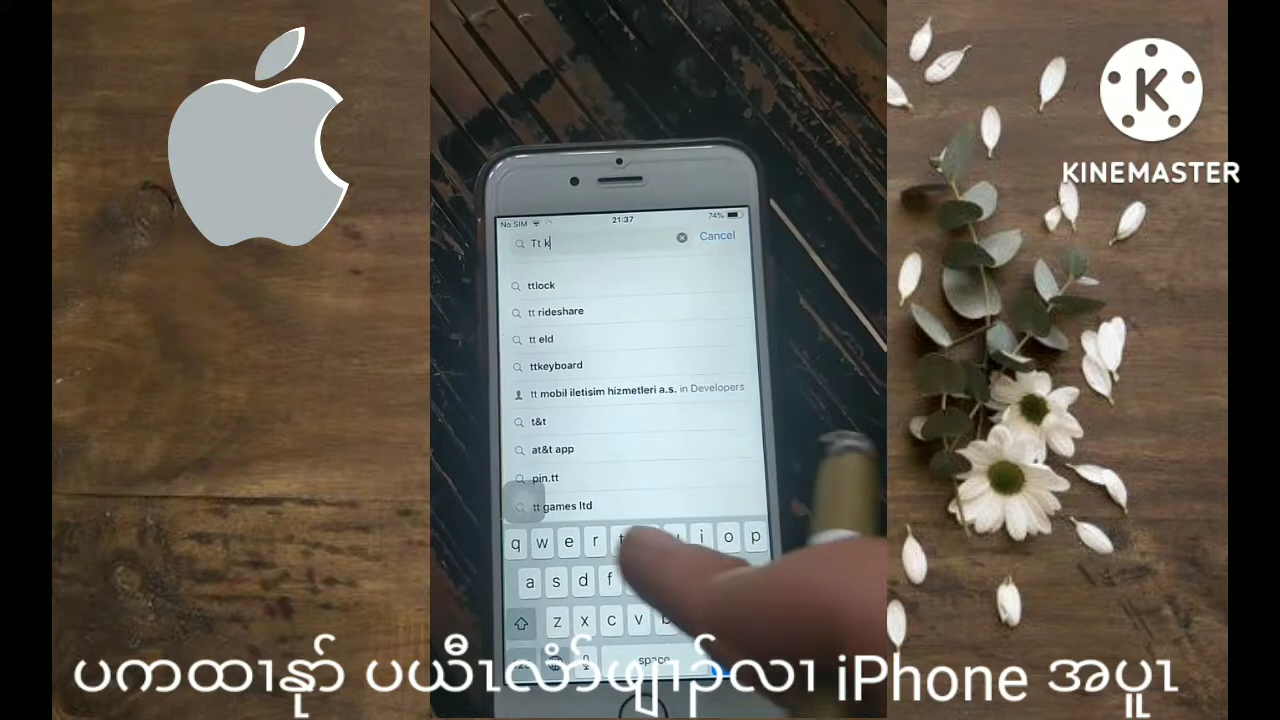 KINEMASTER
No SIM 21:37 74%
Tt k Cancel
ttlock
tt rideshare
tt eld
ttkeyboard
tt mobil iletisim hizmetleri a.s. in Developers
t&t
at&t app
pin.tt
tt games ltd
q w e r t u i o p
a s d f
z x c v b
space
ပကထၢနုာ် ပယီၤလံာ်ဖျၢၣ်လၢ iPhone အပူၤ